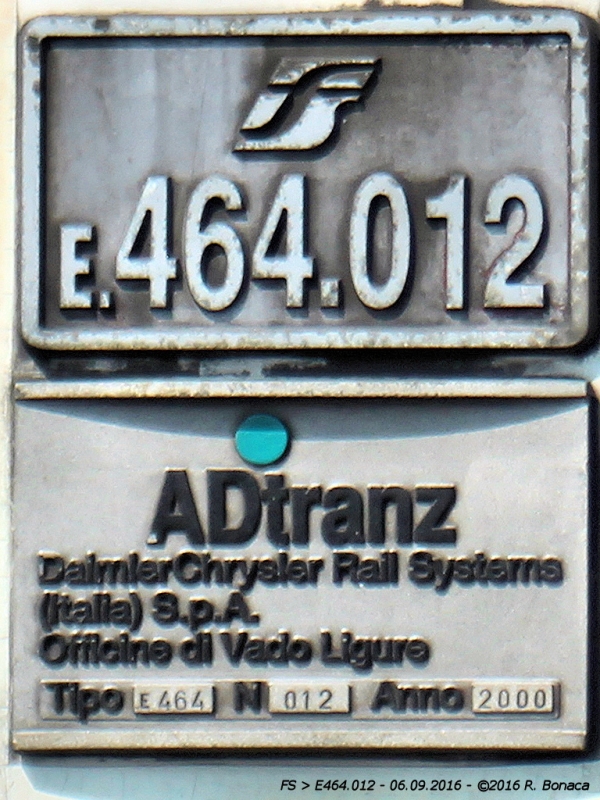 FS
E.464.012
ADtranz
DaimlerChrysler Rail Systems
(Italia) S.p.A.
Officine di Vado Ligure
Tipo E 464 N 012 Anno 2000
FS > E464.012 - 06.09.2016 - ©2016 R. Bonaca